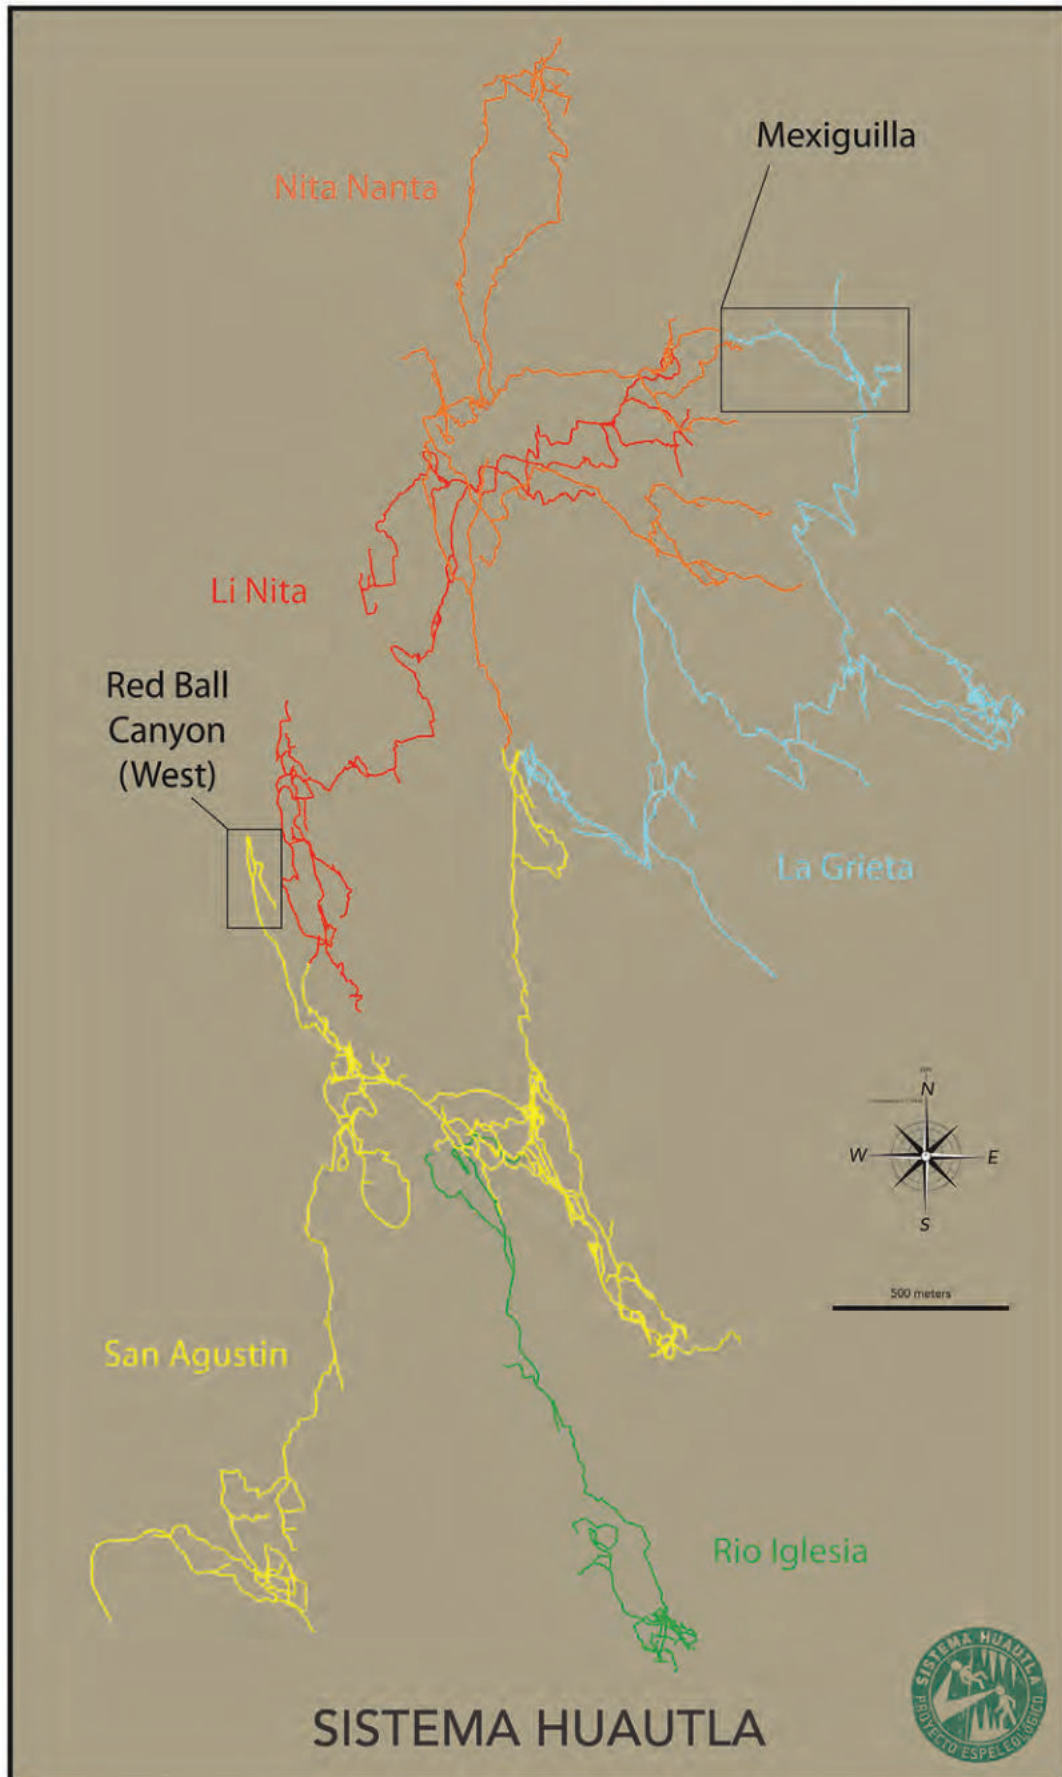 Mexiguilla
Nita Nanta
Li Nita
Red Ball
Canyon
(West)
La Grieta
N
W
E
S
500 meters
San Agustin
Rio Iglesia
SISTEMA HUAUTLA
SISTEMA HUAUTLA
PROYECTO ESPELEOLÓGICO